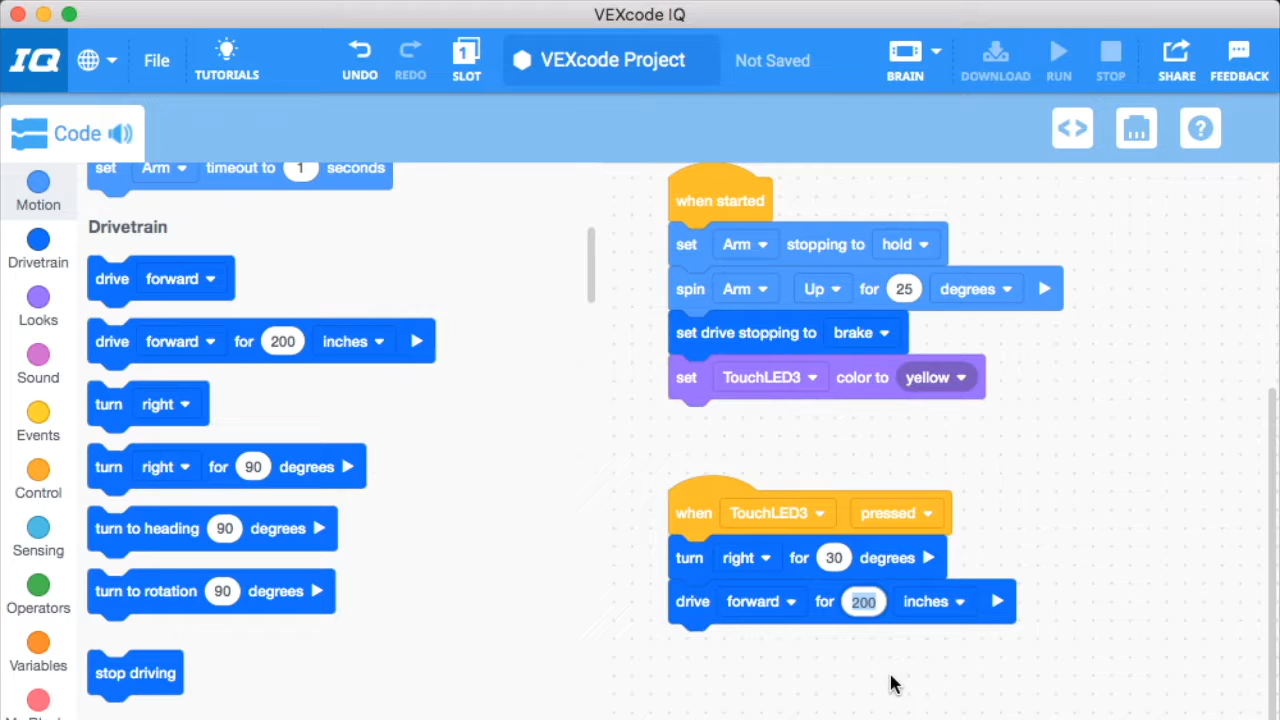 VEXcode IQ
IQ
File
TUTORIALS
UNDO
REDO
1
SLOT
VEXcode Project
Not Saved
BRAIN
DOWNLOAD
RUN
STOP
SHARE
FEEDBACK
Code
Motion
Drivetrain
Looks
Sound
Events
Control
Sensing
Operators
Variables
set Arm timeout to 1 seconds
Drivetrain
drive forward
drive forward for 200 inches
turn right
turn right for 90 degrees
turn to heading 90 degrees
turn to rotation 90 degrees
stop driving
when started
set Arm stopping to hold
spin Arm Up for 25 degrees
set drive stopping to brake
set TouchLED3 color to yellow
when TouchLED3 pressed
turn right for 30 degrees
drive forward for 200 inches